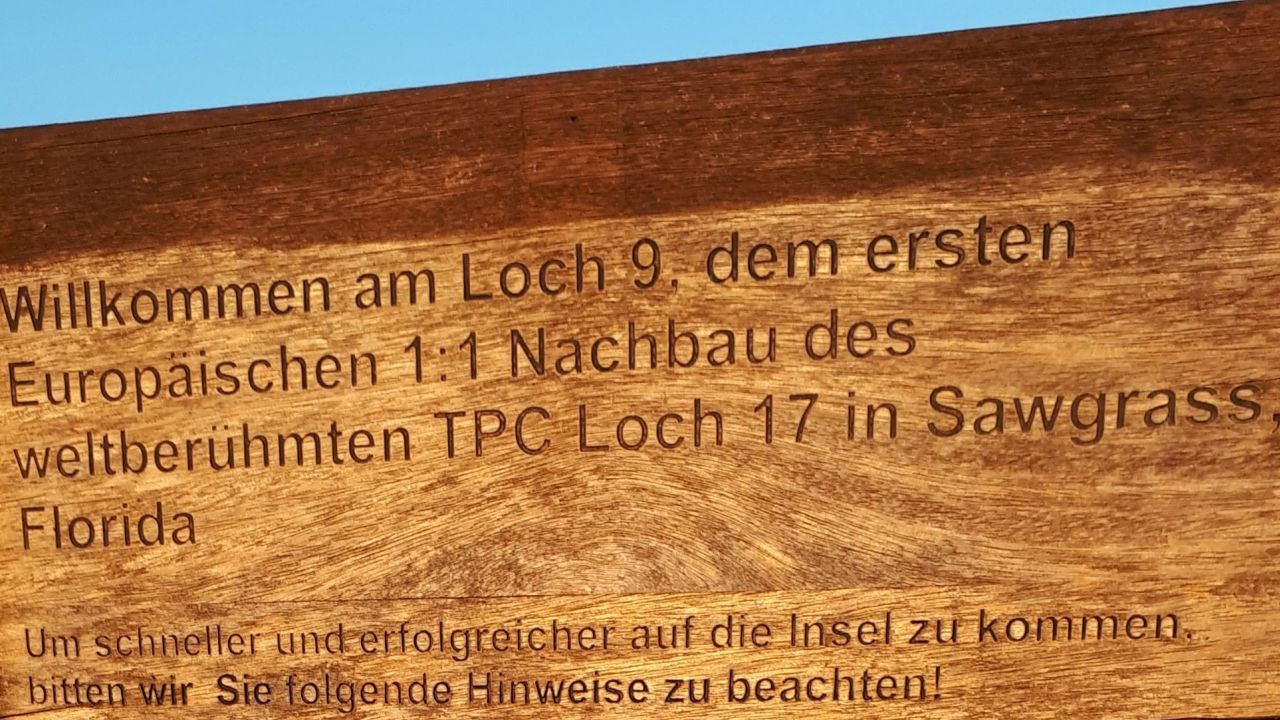 Willkommen am Loch 9, dem ersten
Europäischen 1:1 Nachbau des
weltberühmten TPC Loch 17 in Sawgrass,
Florida
Um schneller und erfolgreicher auf die Insel zu kommen,
bitten wir Sie folgende Hinweise zu beachten!